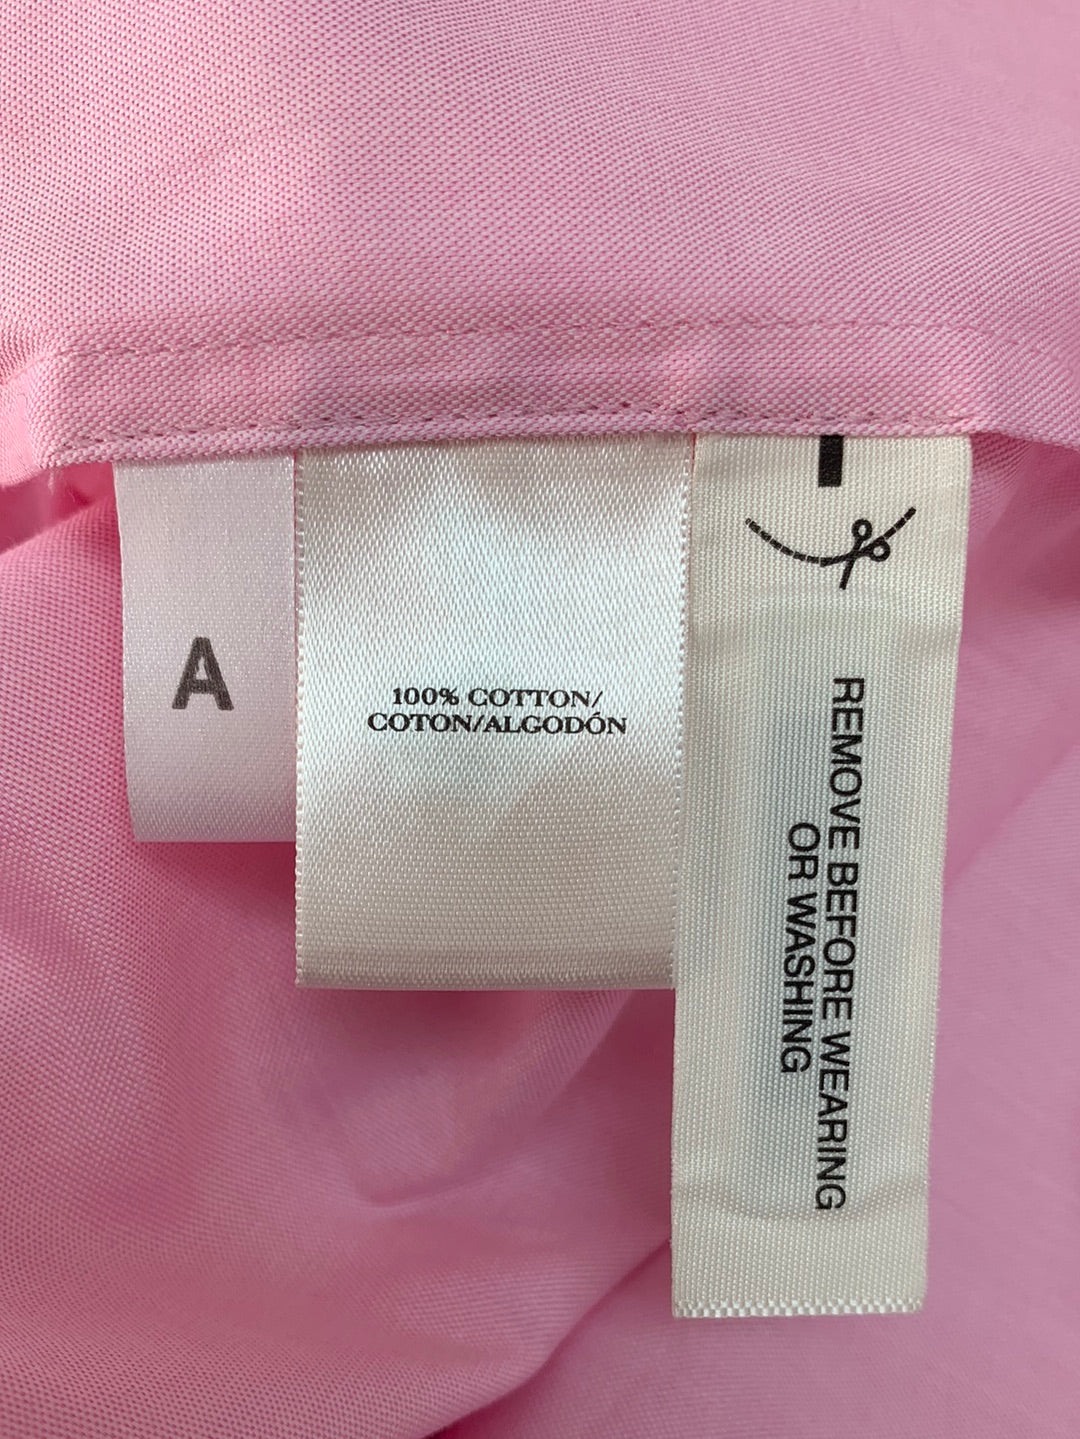 A
100% COTTON/
COTON/ALGODÓN
REMOVE BEFORE WEARING
OR WASHING